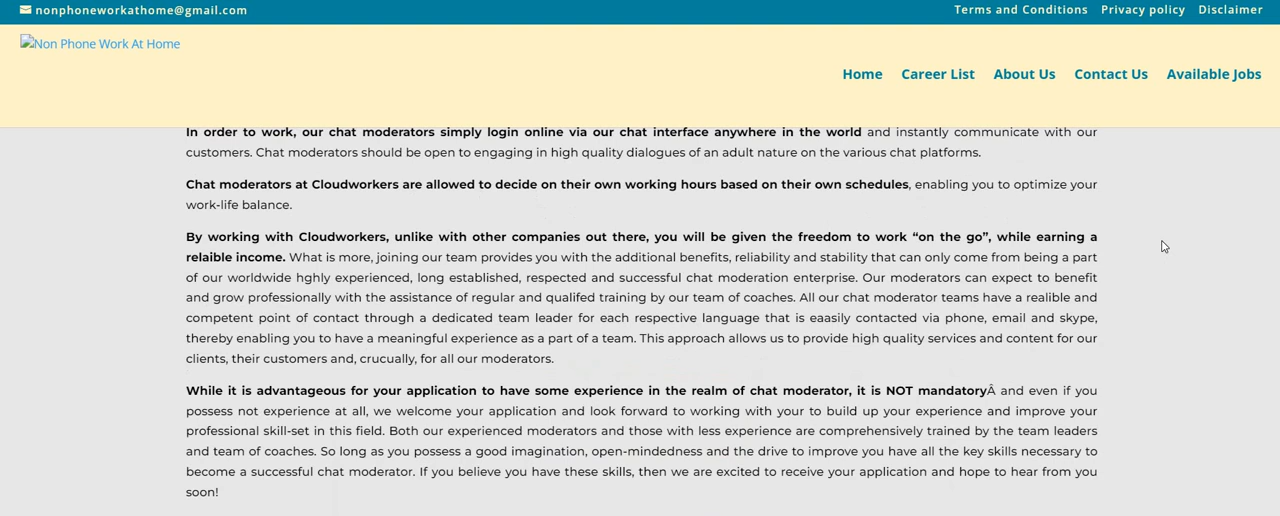 nonphoneworkathome@gmail.com
Terms and Conditions Privacy policy Disclaimer
Non Phone Work At Home
Home Career List About Us Contact Us Available Jobs
In order to work, our chat moderators simply login online via our chat interface anywhere in the world and instantly communicate with our
customers. Chat moderators should be open to engaging in high quality dialogues of an adult nature on the various chat platforms.
Chat moderators at Cloudworkers are allowed to decide on their own working hours based on their own schedules, enabling you to optimize your
work-life balance.
By working with Cloudworkers, unlike with other companies out there, you will be given the freedom to work “on the go”, while earning a
relaible income. What is more, joining our team provides you with the additional benefits, reliability and stability that can only come from being a part
of our worldwide hghly experienced, long established, respected and successful chat moderation enterprise. Our moderators can expect to benefit
and grow professionally with the assistance of regular and qualifed training by our team of coaches. All our chat moderator teams have a realible and
competent point of contact through a dedicated team leader for each respective language that is eaasily contacted via phone, email and skype,
thereby enabling you to have a meaningful experience as a part of a team. This approach allows us to provide high quality services and content for our
clients, their customers and, crucually, for all our moderators.
While it is advantageous for your application to have some experience in the realm of chat moderator, it is NOT mandatoryÂ and even if you
possess not experience at all, we welcome your application and look forward to working with your to build up your experience and improve your
professional skill-set in this field. Both our experienced moderators and those with less experience are comprehensively trained by the team leaders
and team of coaches. So long as you possess a good imagination, open-mindedness and the drive to improve you have all the key skills necessary to
become a successful chat moderator. If you believe you have these skills, then we are excited to receive your application and hope to hear from you
soon!